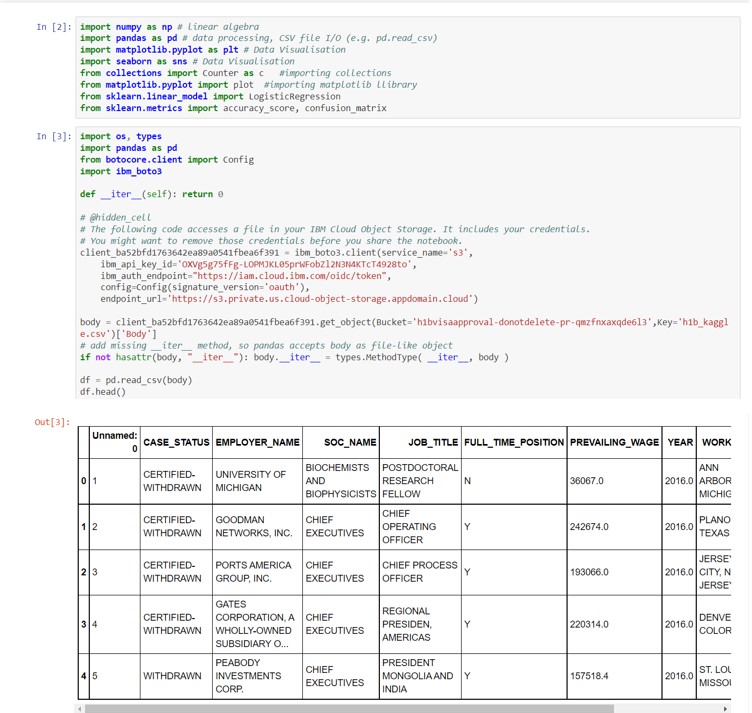 In [2]: import numpy as np # linear algebra
import pandas as pd # data processing, CSV file I/O (e.g. pd.read_csv)
import matplotlib.pyplot as plt # Data Visualisation
import seaborn as sns # Data Visualisation
from collections import Counter as c #importing collections
from matplotlib.pyplot import plot #importing matplotlib llibrary
from sklearn.linear_model import LogisticRegression
from sklearn.metrics import accuracy_score, confusion_matrix
In [3]: import os, types
import pandas as pd
from botocore.client import Config
import ibm_boto3
def __iter__(self): return 0
# @hidden_cell
# The following code accesses a file in your IBM Cloud Object Storage. It includes your credentials.
# You might want to remove those credentials before you share the notebook.
client_ba52bfd1763642ea89a0541fbea6f391 = ibm_boto3.client(service_name='s3',
ibm_api_key_id='OXVg5g75fFg-LOPMJKL05prWFobZl2N3N4KTcT4928to',
ibm_auth_endpoint="https://iam.cloud.ibm.com/oidc/token",
config=Config(signature_version='oauth'),
endpoint_url='https://s3.private.us.cloud-object-storage.appdomain.cloud')
body = client_ba52bfd1763642ea89a0541fbea6f391.get_object(Bucket='h1bvisaapproval-donotdelete-pr-qmzfnxaxqde6l3',Key='h1b_kaggl
e.csv')['Body']
# add missing __iter__ method, so pandas accepts body as file-like object
if not hasattr(body, "__iter__"): body.__iter__ = types.MethodType( __iter__, body )
df = pd.read_csv(body)
df.head()
Out[3]:
Unnamed:
0 CASE_STATUS EMPLOYER_NAME SOC_NAME JOB_TITLE FULL_TIME_POSITION PREVAILING_WAGE YEAR WORK
BIOCHEMISTS POSTDOCTORAL ANN
0 1 CERTIFIED- UNIVERSITY OF AND RESEARCH N 36067.0 2016.0 ARBOR
WITHDRAWN MICHIGAN BIOPHYSICISTS FELLOW MICHIG
CHIEF
1 2 CERTIFIED- GOODMAN CHIEF OPERATING Y 242674.0 2016.0 PLANO
WITHDRAWN NETWORKS, INC. EXECUTIVES OFFICER TEXAS
JERSEY
2 3 CERTIFIED- PORTS AMERICA CHIEF CHIEF PROCESS Y 193066.0 2016.0 CITY, N
WITHDRAWN GROUP, INC. EXECUTIVES OFFICER JERSEY
GATES
3 4 CERTIFIED- CORPORATION, A CHIEF REGIONAL Y 220314.0 2016.0 DENVE
WITHDRAWN WHOLLY-OWNED EXECUTIVES PRESIDEN, COLOR
SUBSIDIARY O... AMERICAS
PEABODY PRESIDENT
4 5 WITHDRAWN INVESTMENTS CHIEF MONGOLIA AND Y 157518.4 2016.0 ST. LOU
CORP. EXECUTIVES INDIA MISSOU